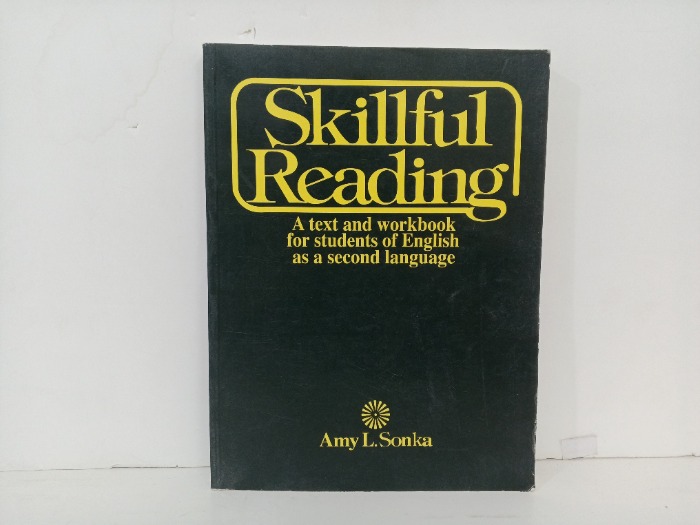 Skillful
Reading
A text and workbook
for students of English
as a second language
Amy L. Sonka